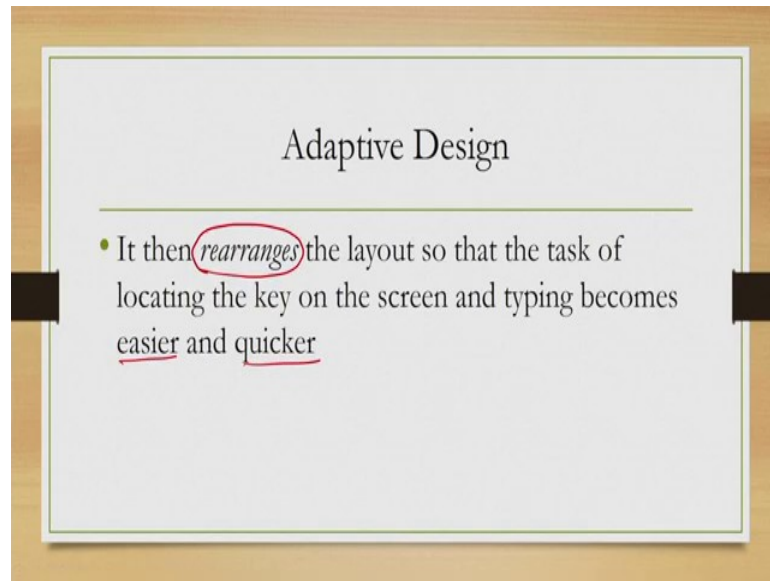 Adaptive Design
• It then rearranges the layout so that the task of
locating the key on the screen and typing becomes
easier and quicker